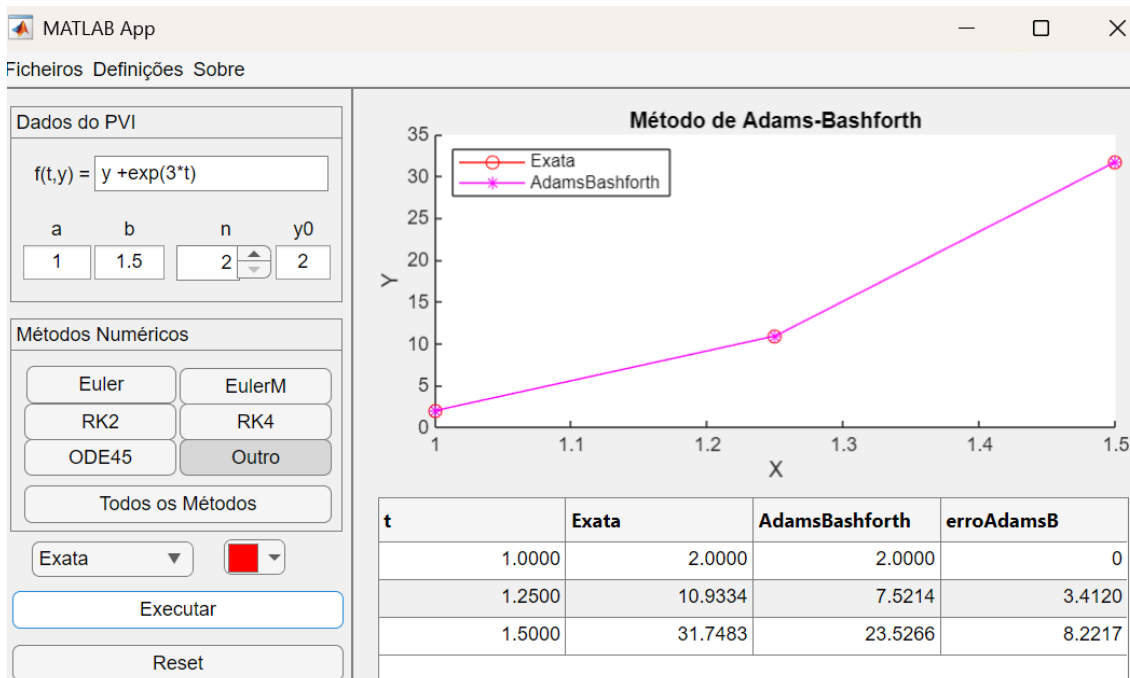 MATLAB App
Ficheiros Definições Sobre
Dados do PVI
f(t,y) = y +exp(3*t)
a b n y0
1 1.5 2 2
Métodos Numéricos
Euler EulerM
RK2 RK4
ODE45 Outro
Todos os Métodos
Exata
Executar
Reset
Método de Adams-Bashforth
Exata
AdamsBashforth
Y
35
30
25
20
15
10
5
0
1 1.1 1.2 1.3 1.4 1.5
X
t Exata AdamsBashforth erroAdamsB
1.0000 2.0000 2.0000 0
1.2500 10.9334 7.5214 3.4120
1.5000 31.7483 23.5266 8.2217